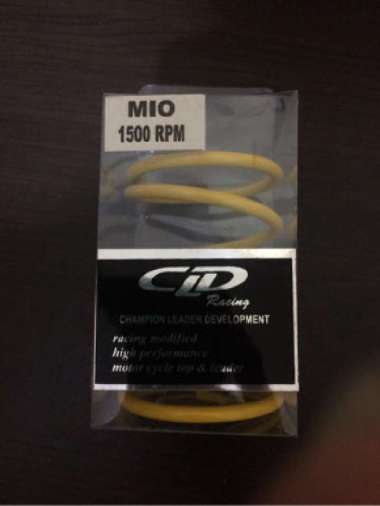 MIO
1500 RPM
CLD
Racing
CHAMPION LEADER DEVELOPMENT
racing modified
high performance
motor cycle top & leader